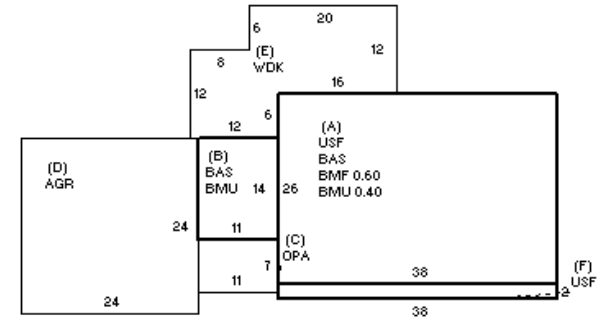 20
6
(E)
WDK
12
8
16
12
6
12
(A)
USF
BAS
BMF 0.60
BMU 0.40
(B)
BAS
BMU 14
26
(D)
AGR
24
11
(C)
OPA
7
(F)
USF
38
11
2
24
38